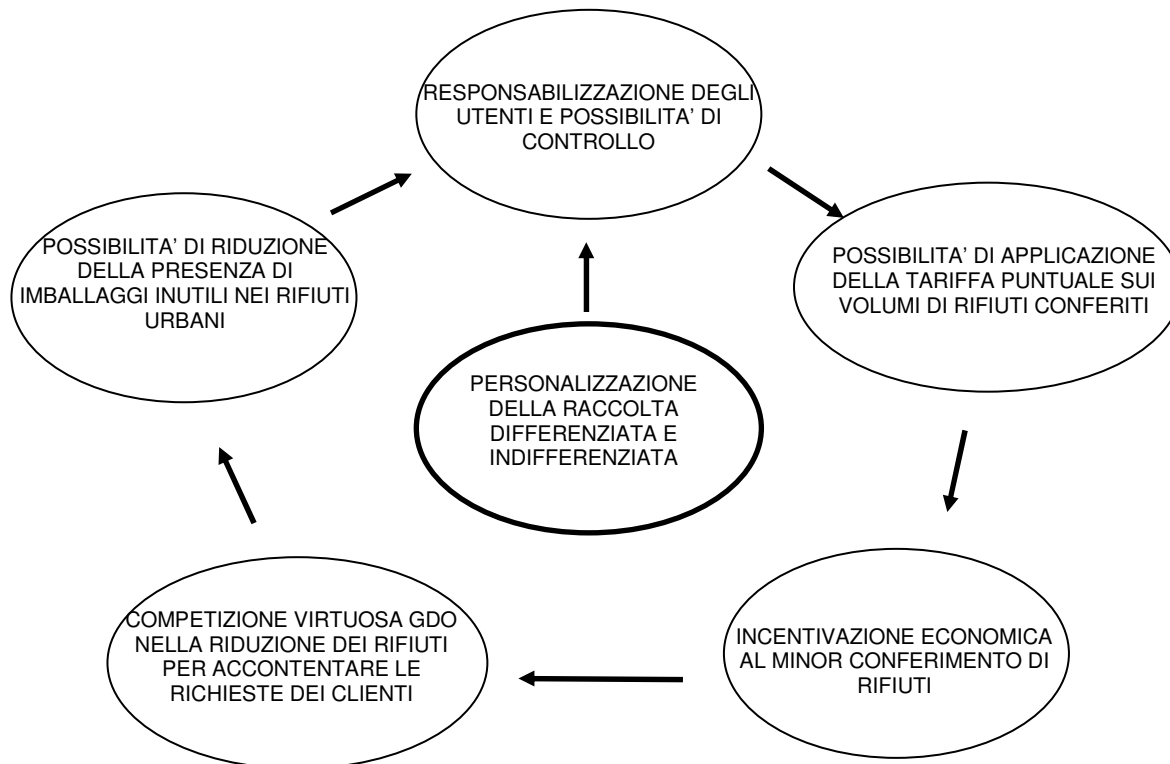 RESPONSABILIZZAZIONE DEGLI
UTENTI E POSSIBILITA' DI
CONTROLLO
POSSIBILITA' DI RIDUZIONE
DELLA PRESENZA DI
IMBALLAGGI INUTILI NEI RIFIUTI
URBANI
POSSIBILITA' DI APPLICAZIONE
DELLA TARIFFA PUNTUALE SUI
VOLUMI DI RIFIUTI CONFERITI
PERSONALIZZAZIONE
DELLA RACCOLTA
DIFFERENZIATA E
INDIFFERENZIATA
COMPETIZIONE VIRTUOSA GDO
NELLA RIDUZIONE DEI RIFIUTI
PER ACCONTENTARE LE
RICHIESTE DEI CLIENTI
INCENTIVAZIONE ECONOMICA
AL MINOR CONFERIMENTO DI
RIFIUTI